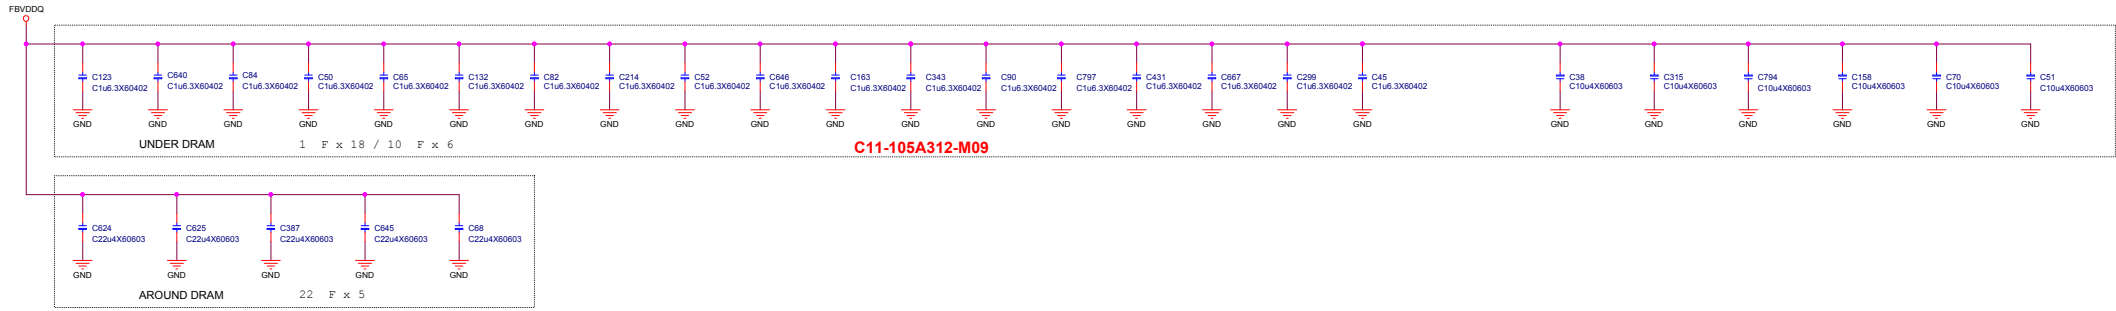 FBVDDQ
C123
C1u6.3X60402
C640
C1u6.3X60402
C84
C1u6.3X60402
C50
C1u6.3X60402
C65
C1u6.3X60402
C132
C1u6.3X60402
C82
C1u6.3X60402
C214
C1u6.3X60402
C52
C1u6.3X60402
C646
C1u6.3X60402
C163
C1u6.3X60402
C343
C1u6.3X60402
C90
C1u6.3X60402
C797
C1u6.3X60402
C431
C1u6.3X60402
C667
C1u6.3X60402
C299
C1u6.3X60402
C45
C1u6.3X60402
C38
C10u4X60603
C315
C10u4X60603
C794
C10u4X60603
C158
C10u4X60603
C70
C10u4X60603
C51
C10u4X60603
GND GND GND GND GND GND GND GND GND GND GND GND GND GND GND GND GND GND GND GND GND GND GND GND
UNDER DRAM 1 F x 18 / 10 F x 6
C11-105A312-M09
C624
C22u4X60603
C625
C22u4X60603
C387
C22u4X60603
C645
C22u4X60603
C68
C22u4X60603
GND GND GND GND GND
AROUND DRAM 22 F x 5